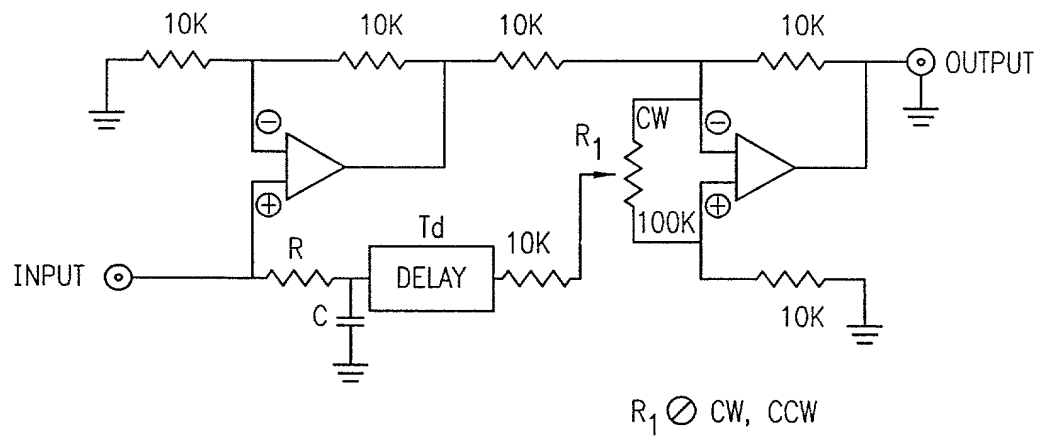 10K 10K 10K 10K
OUTPUT
CW
R1
100K
Td
R
10K
INPUT
DELAY
C
10K
R1 ⊘ CW, CCW